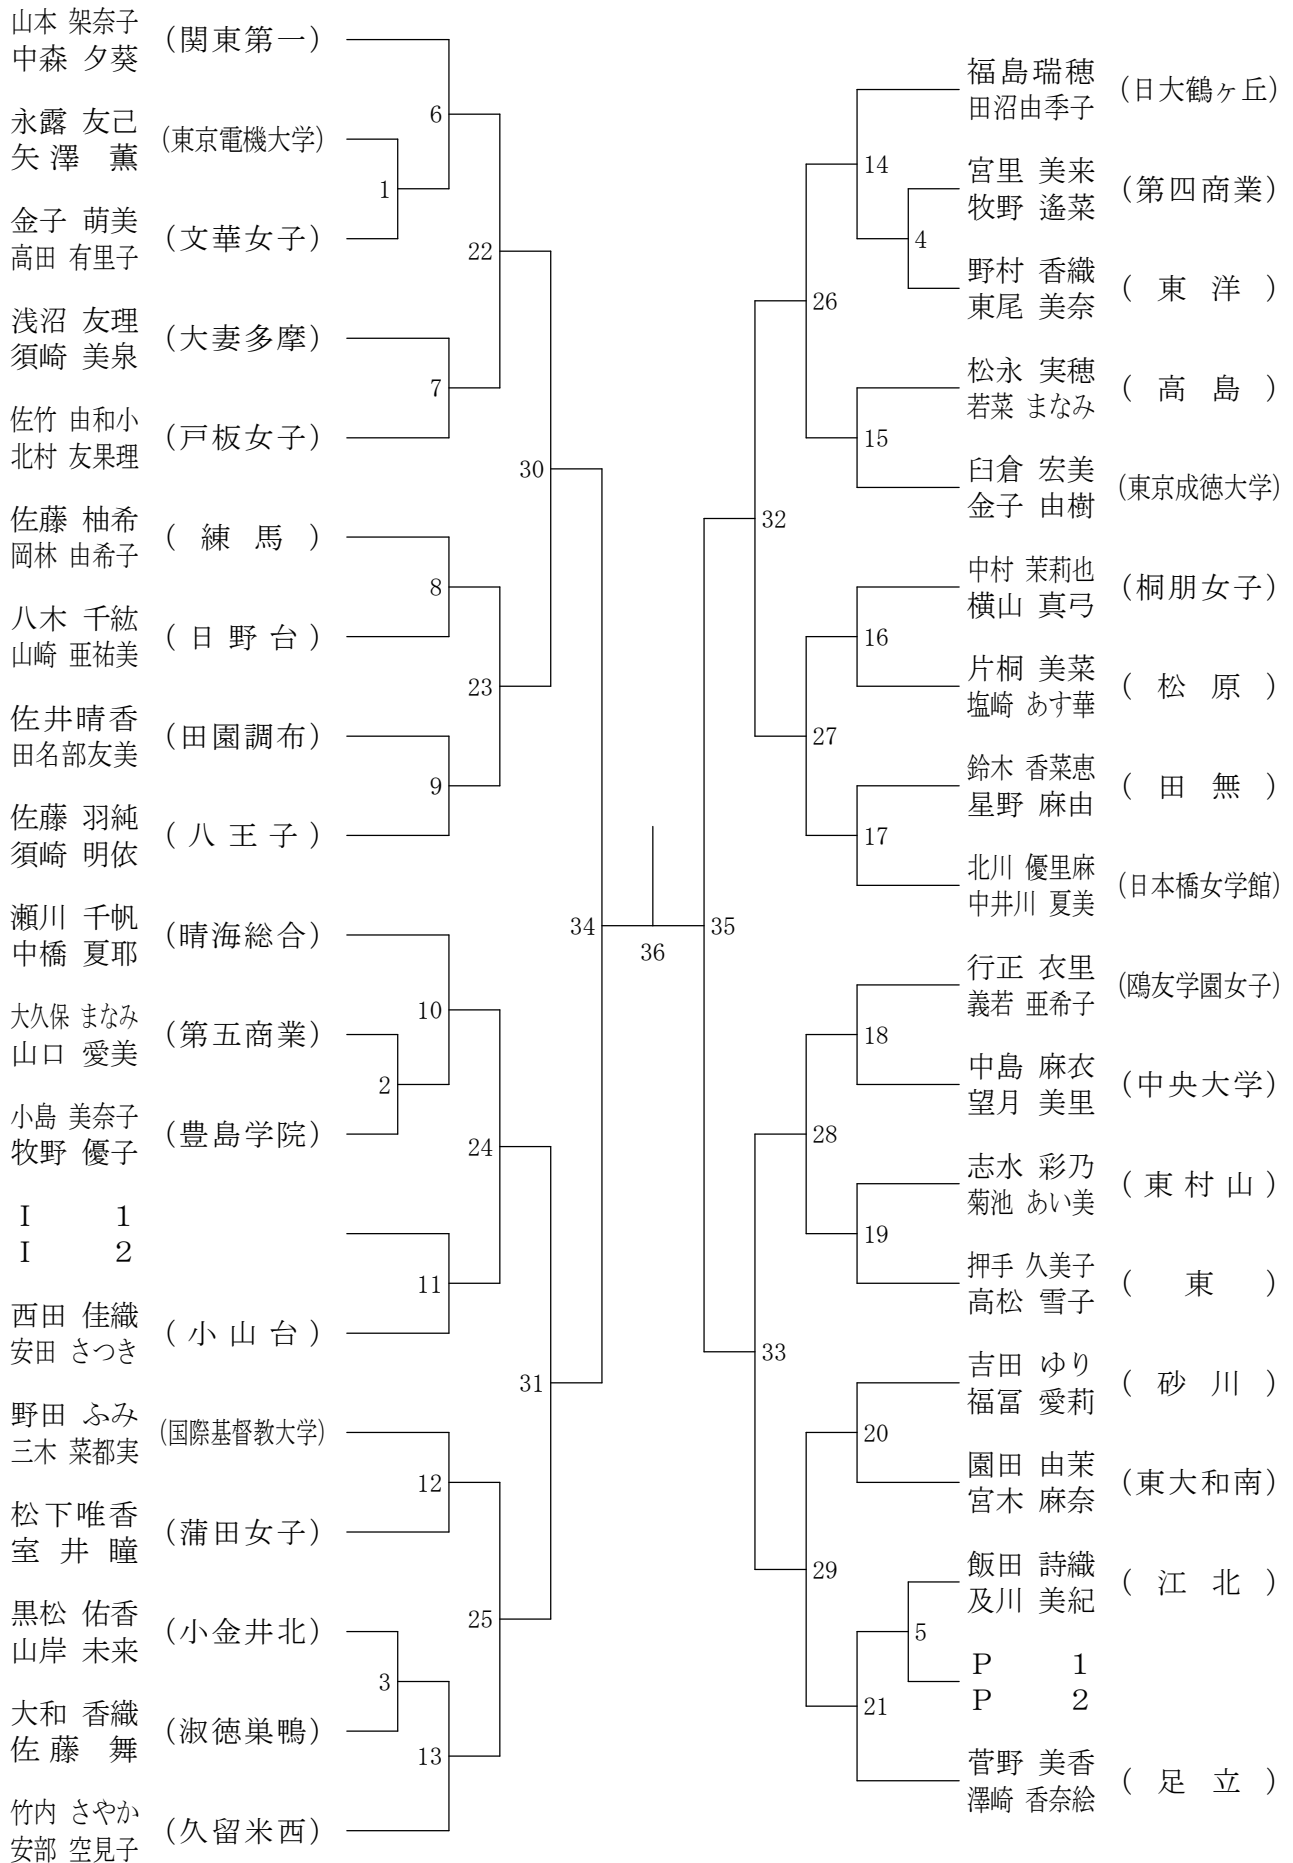 山本 架奈子
中森 夕葵
(関東第一)
永露 友己
矢澤 薫
(東京電機大学)
金子 萌美
高田 有里子
(文華女子)
浅沼 友理
須崎 美泉
(大妻多摩)
佐竹 由和小
北村 友果理
(戸板女子)
佐藤 柚希
岡林 由希子
(練馬)
八木 千紘
山崎 亜祐美
(日野台)
佐井晴香
田名部友美
(田園調布)
佐藤 羽純
須崎 明依
(八王子)
瀬川 千帆
中橋 夏耶
(晴海総合)
大久保 まなみ
山口 愛美
(第五商業)
小島 美奈子
牧野 優子
(豊島学院)
I 1
I 2
西田 佳織
安田 さつき
(小山台)
野田 ふみ
三木 菜都実
(国際基督教大学)
松下唯香
室井瞳
(蒲田女子)
黒松 佑香
山岸 未来
(小金井北)
大和 香織
佐藤 舞
(淑徳巣鴨)
竹内 さやか
安部 空見子
(久留米西)
6
1
22
7
30
8
23
9
34
10
2
24
11
31
12
25
3
13
36
35
14
4
26
15
32
16
27
17
18
28
19
33
20
29
5
21
福島瑞穂
田沼由季子
(日大鶴ヶ丘)
宮里 美来
牧野 遙菜
(第四商業)
野村 香織
東尾 美奈
(東洋)
松永 実穂
若菜 まなみ
(高島)
臼倉 宏美
金子 由樹
(東京成徳大学)
中村 茉莉也
横山 真弓
(桐朋女子)
片桐 美菜
塩崎 あす華
(松原)
鈴木 香菜恵
星野 麻由
(田無)
北川 優里麻
中井川 夏美
(日本橋女学館)
行正 衣里
義若 亜希子
(鴎友学園女子)
中島 麻衣
望月 美里
(中央大学)
志水 彩乃
菊池 あい美
(東村山)
押手 久美子
高松 雪子
(東)
吉田 ゆり
福冨 愛莉
(砂川)
園田 由茉
宮木 麻奈
(東大和南)
飯田 詩織
及川 美紀
(江北)
P 1
P 2
菅野 美香
澤崎 香奈絵
(足立)